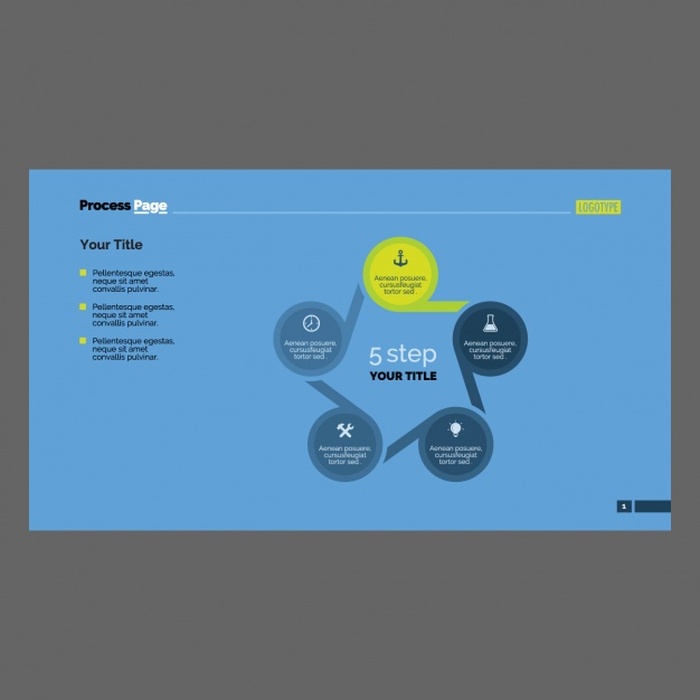 Process Page
LOGOTYPE
Your Title
Pellentesque egestas,
neque sit amet
convallis pulvinar.
Pellentesque egestas,
neque sit amet
convallis pulvinar.
Pellentesque egestas,
neque sit amet
convallis pulvinar.
Aenean posuere,
cursusfeugiat
tortor sed .
Aenean posuere,
cursusfeugiat
tortor sed .
Aenean posuere,
cursusfeugiat
tortor sed .
5 step
YOUR TITLE
Aenean posuere,
cursusfeugiat
tortor sed .
Aenean posuere,
cursusfeugiat
tortor sed .
1